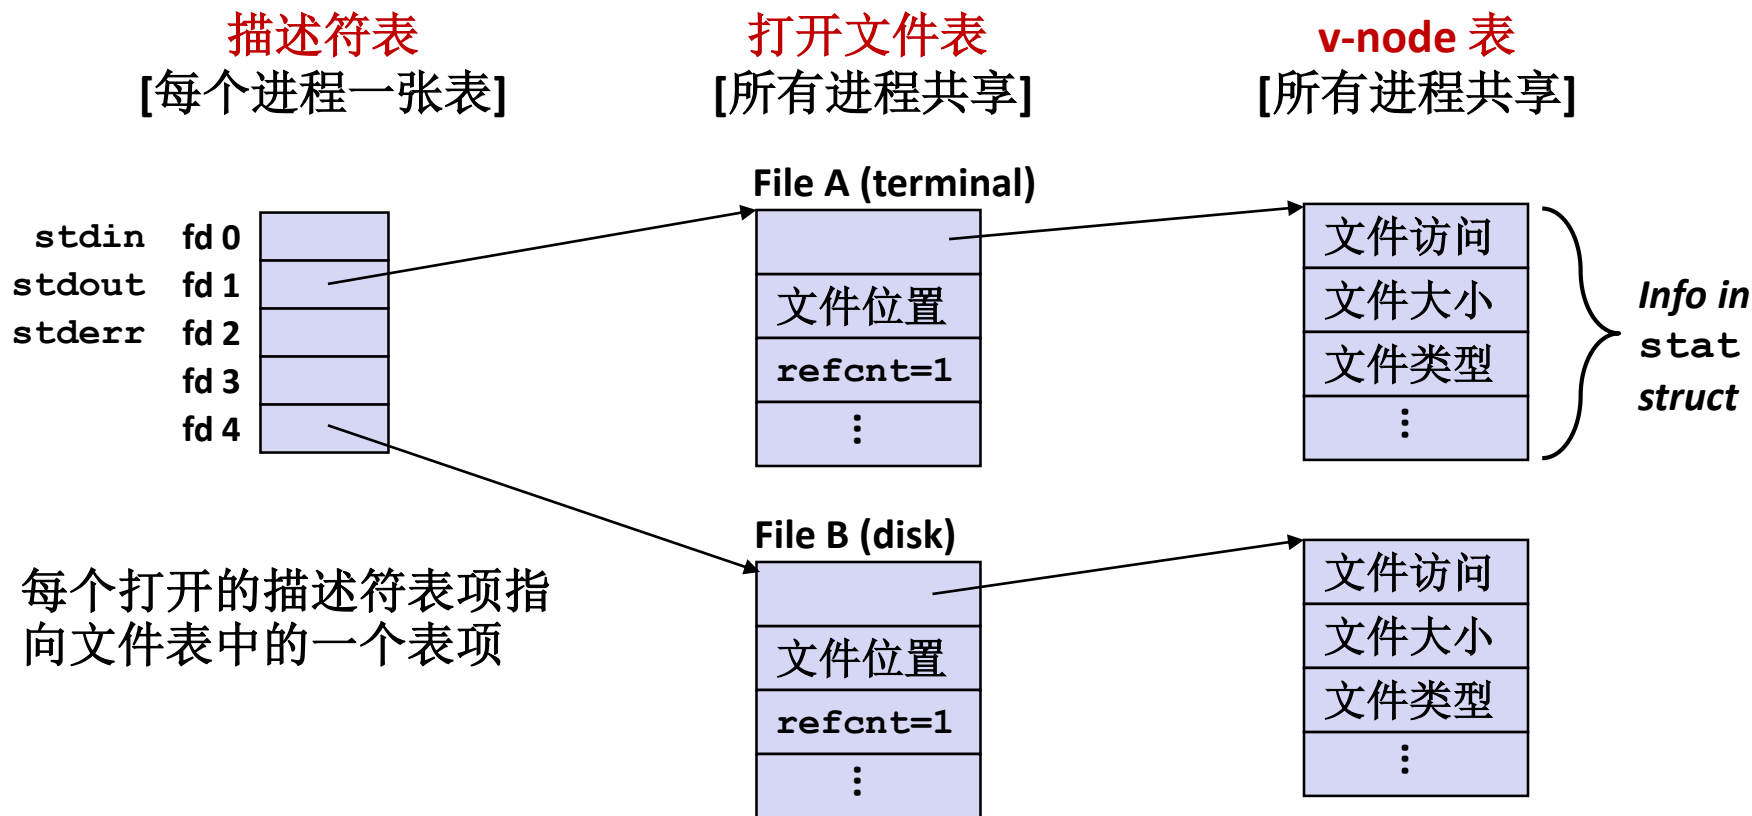 描述符表
[每个进程一张表]
打开文件表
[所有进程共享]
v-node 表
[所有进程共享]
stdin fd 0
stdout fd 1
stderr fd 2
fd 3
fd 4
File A (terminal)
文件位置
refcnt=1
⋮
文件访问
文件大小
文件类型
⋮
Info in
stat
struct
每个打开的描述符表项指
向文件表中的一个表项
File B (disk)
文件位置
refcnt=1
⋮
文件访问
文件大小
文件类型
⋮